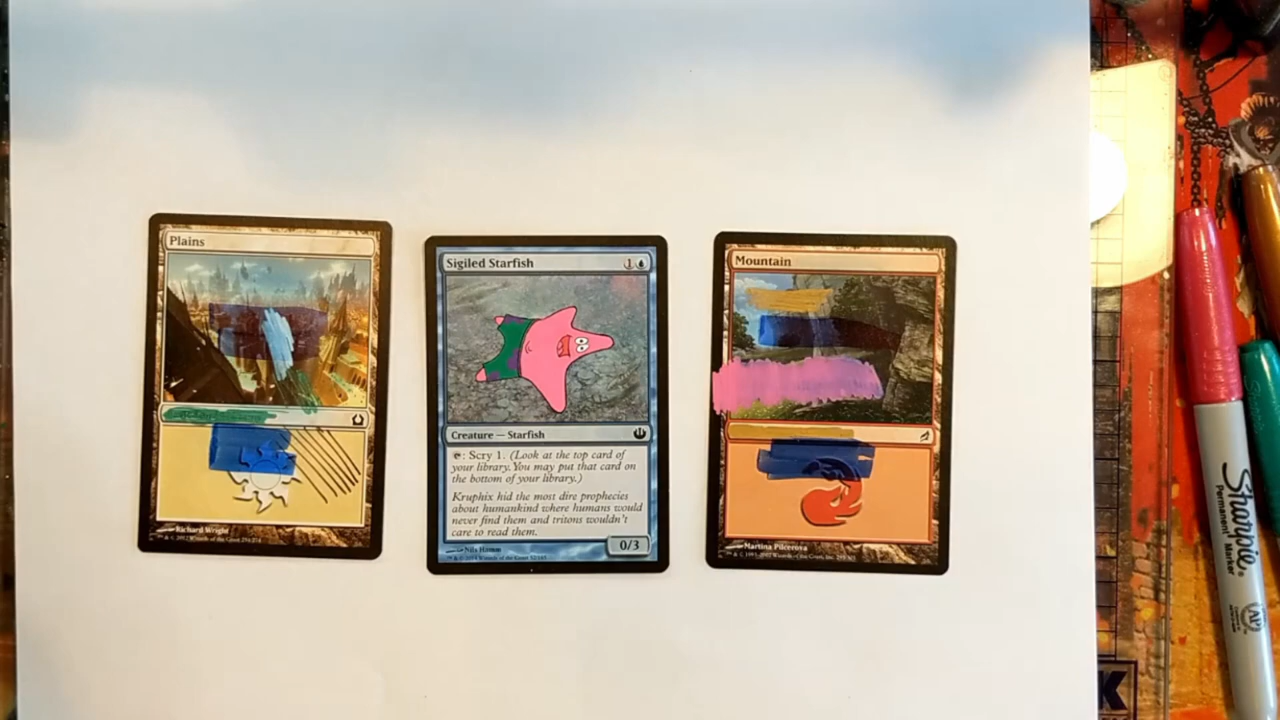 Plains
Richard Wright
Sigiled Starfish
1
Creature — Starfish
: Scry 1. (Look at the top card of
your library. You may put that card on
the bottom of your library.)
Kruphix hid the most dire prophecies
about humankind where humans would
never find them and tritons wouldn't
care to read them.
0/3
Nils Hamm
Mountain
Martina Pilcerova
Sharpie
Permanent Marker
AP
K